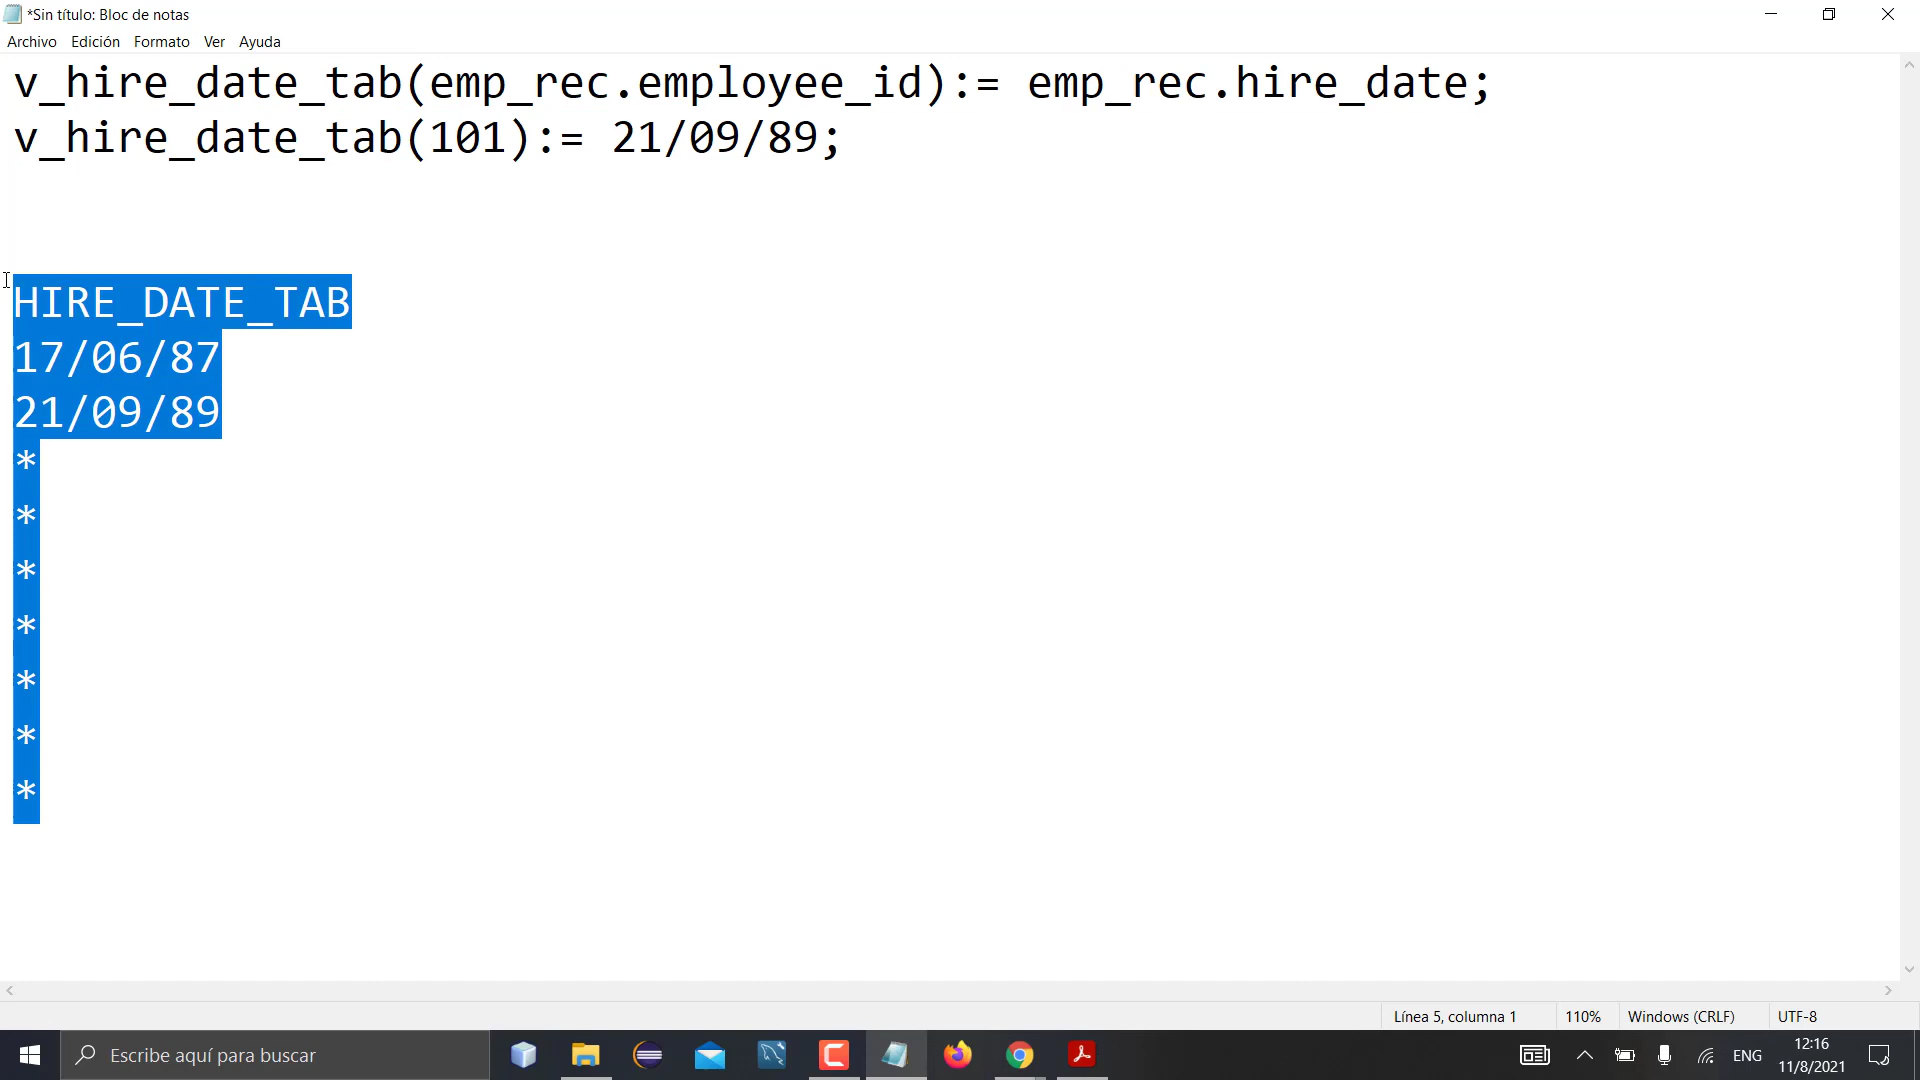 *Sin título: Bloc de notas
Archivo Edición Formato Ver Ayuda
v_hire_date_tab(emp_rec.employee_id):= emp_rec.hire_date;
v_hire_date_tab(101):= 21/09/89;
HIRE_DATE_TAB
17/06/87
21/09/89
*
*
*
*
*
*
*
Línea 5, columna 1 110% Windows (CRLF) UTF-8
Escribe aquí para buscar
ENG
12:16
11/8/2021